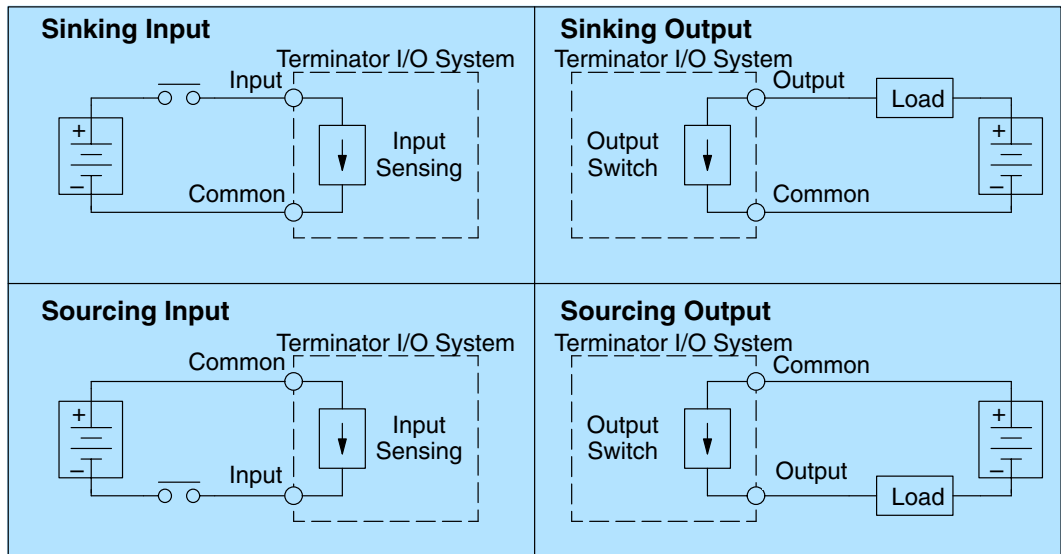 Sinking Input
Terminator I/O System
Input
+
Input
Sensing
−
Common
Sinking Output
Terminator I/O System
Output
Load
+
Output
Switch
−
Common
Sourcing Input
Terminator I/O System
Common
+
Input
Sensing
−
Input
Sourcing Output
Terminator I/O System
Common
+
Output
Switch
−
Output
Load